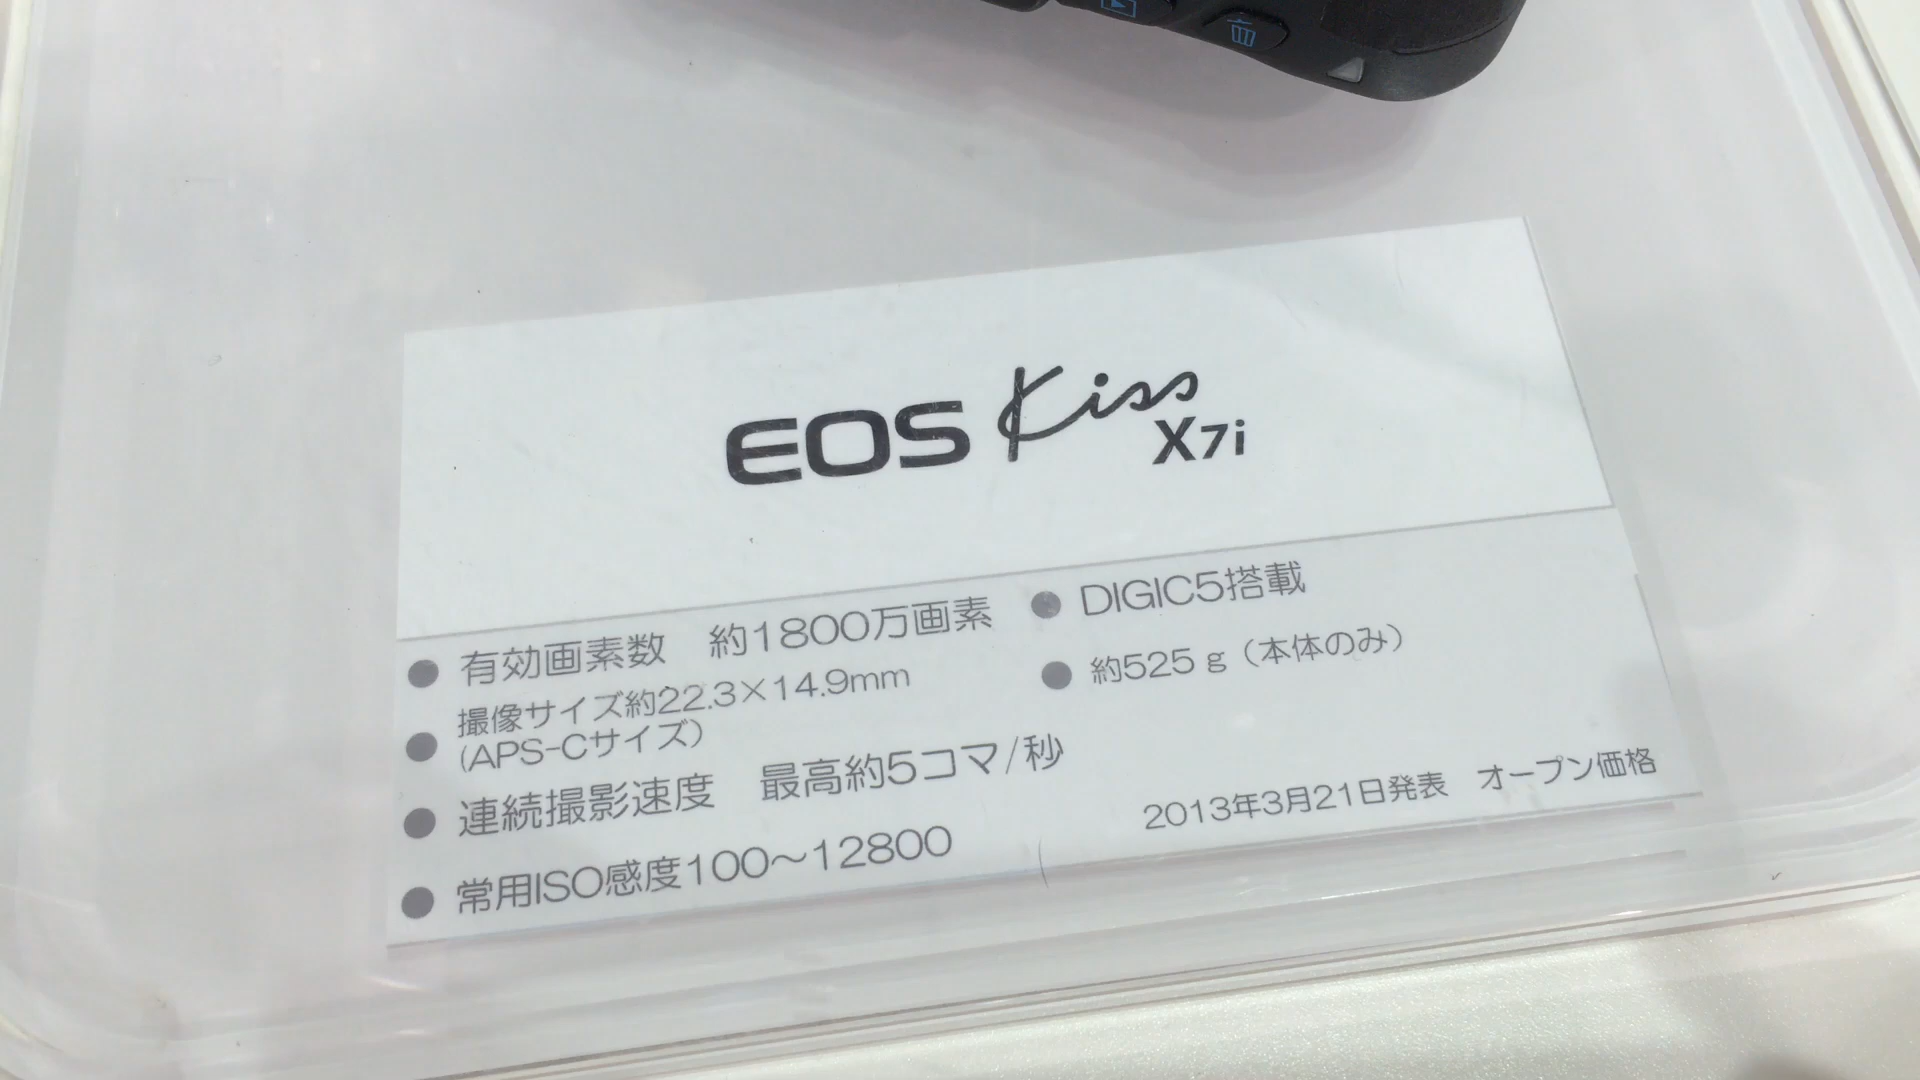 EOS Kiss X7i
● 有効画素数　約1800万画素
● 撮像サイズ約22.3×14.9mm
(APS-Cサイズ)
● 連続撮影速度　最高約5コマ/秒
● 常用ISO感度100～12800
● DIGIC5搭載
● 約525ｇ（本体のみ）
2013年3月21日発表　オープン価格